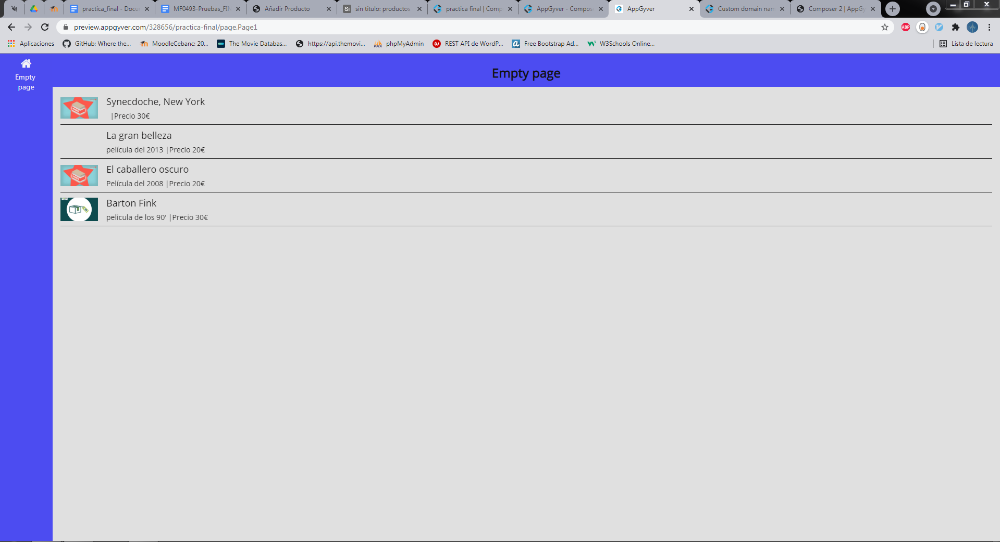 practica_final - Docu
MF0493-Pruebas_FIN
Añadir Producto
Si
sin titulo: productos
practica final | Comp
AppGyver - Compos
AppGyver
Custom domain nam
Composer 2 | AppGy
preview.appgyver.com/328656/practica-final/page.Page1
ABP
Aplicaciones
GitHub: Where the...
MoodleCebanc: 20...
The Movie Databas...
https://api.themovi...
phpMyAdmin
REST API de WordP...
Free Bootstrap Ad...
W3Schools Online...
Lista de lectura
Empty
page
Empty page
Synecdoche, New York
|Precio 30€
La gran belleza
película del 2013 |Precio 20€
El caballero oscuro
Película del 2008 |Precio 20€
Barton Fink
pelicula de los 90' |Precio 30€